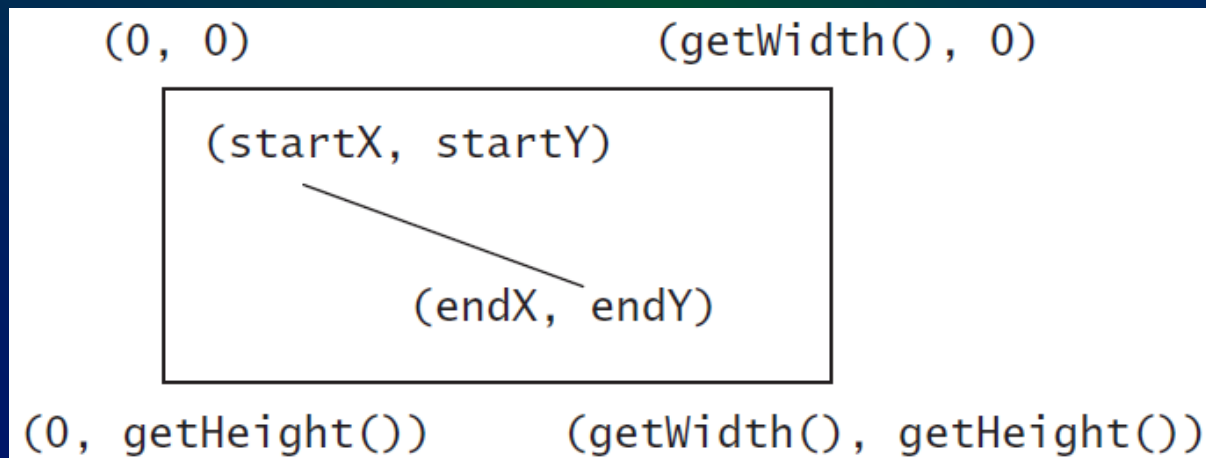 (0, 0) (getWidth(), 0)
(startX, startY)
(endX, endY)
(0, getHeight()) (getWidth(), getHeight())